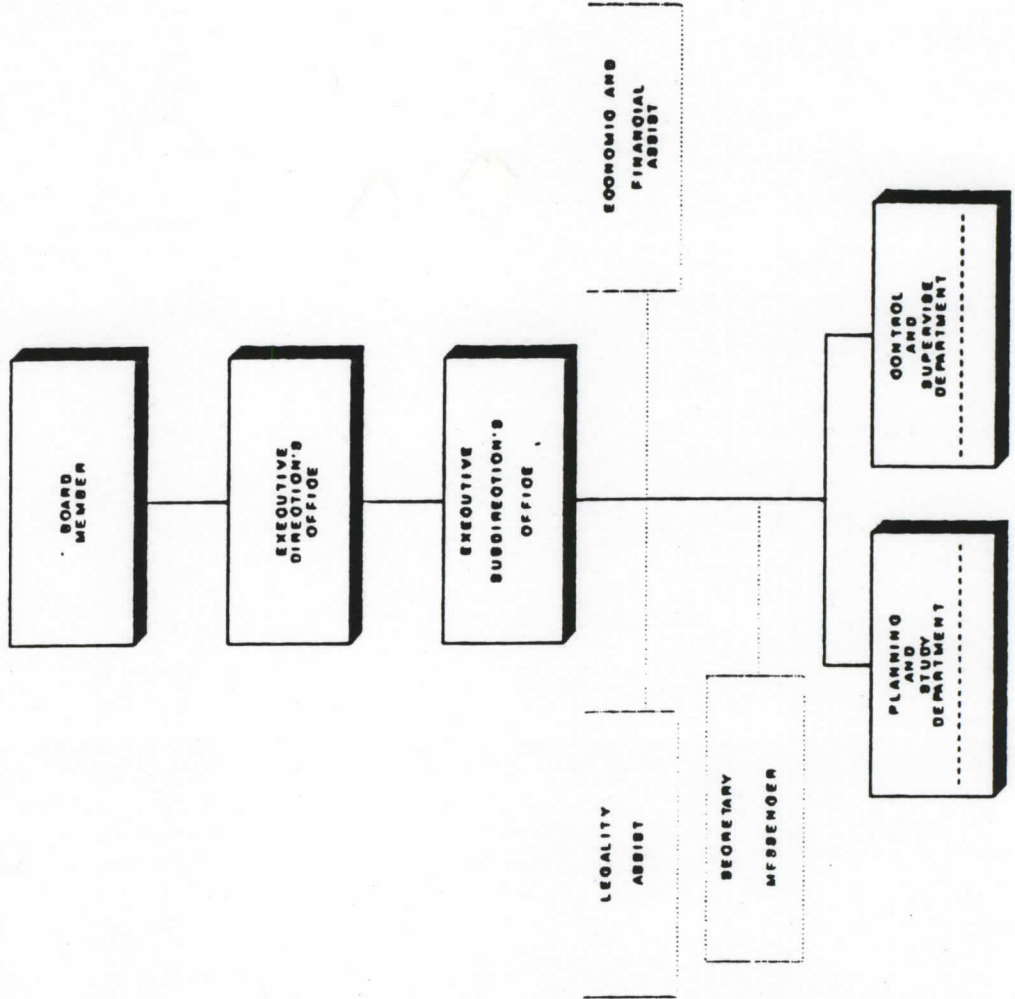 BOARD
MEMBER
EXECUTIVE
DIRECTION'S
OFFICE
EXECUTIVE
SUBDIRECTION'S
OFFICE
LEGALITY
ASSIST
ECONOMIC AND
FINANCIAL
ASSIST
SECRETARY
MESSENGER
PLANNING
AND
STUDY
DEPARTMENT
CONTROL
AND
SUPERVISE
DEPARTMENT